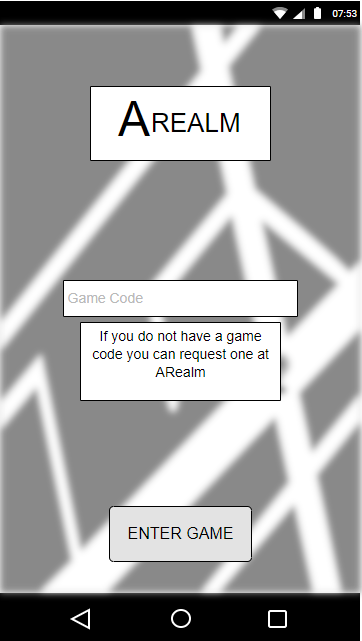 07:53
AREALM
Game Code
If you do not have a game
code you can request one at
ARealm
ENTER GAME